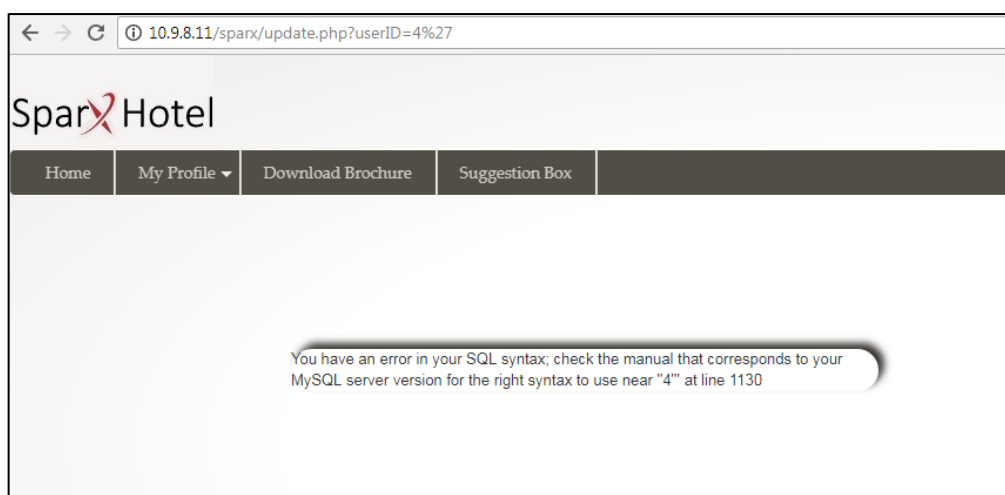 10.9.8.11/sparx/update.php?userID=4%27
Sparx Hotel
Home My Profile Download Brochure Suggestion Box
You have an error in your SQL syntax; check the manual that corresponds to your
MySQL server version for the right syntax to use near "4'" at line 1130